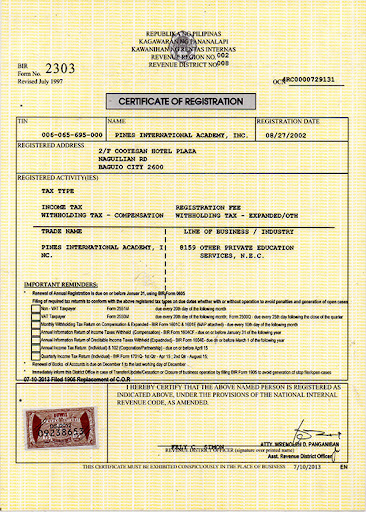 REPUBLIKA NG PILIPINAS
KAGAWARAN NG PANANALAPI
KAWANIHAN NG RENTAS INTERNAS
REVENUE REGION NO. 002
REVENUE DISTRICT NO 008
BIR
Form No. 2303
Revised July 1997
OCN 4RC0000729131
CERTIFICATE OF REGISTRATION
TIN NAME REGISTRATION DATE
006-065-695-000 PINES INTERNATIONAL ACADEMY, INC. 08/27/2002
REGISTERED ADDRESS
2/F COOYESAN HOTEL PLAZA
NAGUILIAN RD
BAGUIO CITY 2600
REGISTERED ACTIVITY(IES)
TAX TYPE
INCOME TAX REGISTRATION FEE
WITHHOLDING TAX - COMPENSATION WITHHOLDING TAX - EXPANDED/OTH
TRADE NAME LINE OF BUSINESS / INDUSTRY
PINES INTERNATIONAL ACADEMY, I 8159 OTHER PRIVATE EDUCATION
NC. SERVICES, N.E.C.
IMPORTANT REMINDERS:
* Renewal of Annual Registration is due on or before January 31, using BIR Form 0605
Filing of required tax returns to conform with the above registered tax types on due dates whether with or without operation to avoid penalties and generation of open cases
Non - VAT Taxpayer Form 2551M due every 20th day of the following month
VAT Taxpayer Form 2550M due every 20th day of the following month; Form 2550Q - due every 25th day following the close of the quarter
Monthly Withholding Tax Return on Compensation & Expanded - BIR Form 1601C & 1601E (MAP attached) - due every 10th day of the following month
Annual Information Return of Income Taxes Withheld (Compensation) - BIR Form 1604CF - due on or before January 31 of the following year
Annual Information Return of Creditable Income Taxes Withheld (Expanded) - BIR Form 1604E - due on or before March 1 of the following year
Annual Income Tax Return (Individual) & 1702 (Corporation/Partnership) - due on or before April 15
Quarterly Income Tax Return (Individual) - BIR Form 1701Q- 1st Qtr - April 15; 2nd Qtr - August 15;
* Renewal of Books of Accounts is due on December 1 to the last working day of December
* Immediately inform this District Office in case of Transfer/Update/Cessation or Closure of business operation by filling BIR Form 1905 to avoid generation of stop filer/open cases
07-10-2013 Filed 1905 Replacement of C.O.R
I HEREBY CERTIFY THAT THE ABOVE NAMED PERSON IS REGISTERED AS
INDICATED ABOVE, UNDER THE PROVISIONS OF THE NATIONAL INTERNAL
REVENUE CODE, AS AMENDED.
ATTY. WRENOLPH D. PANGANIBAN
REVENUE DISTRICT OFFICER (signature over printed name)
Asst. Revenue District Officer
THIS CERTIFICATE MUST BE EXHIBITED CONSPICUOUSLY IN THE PLACE OF BUSINESS 7/10/2013 EN